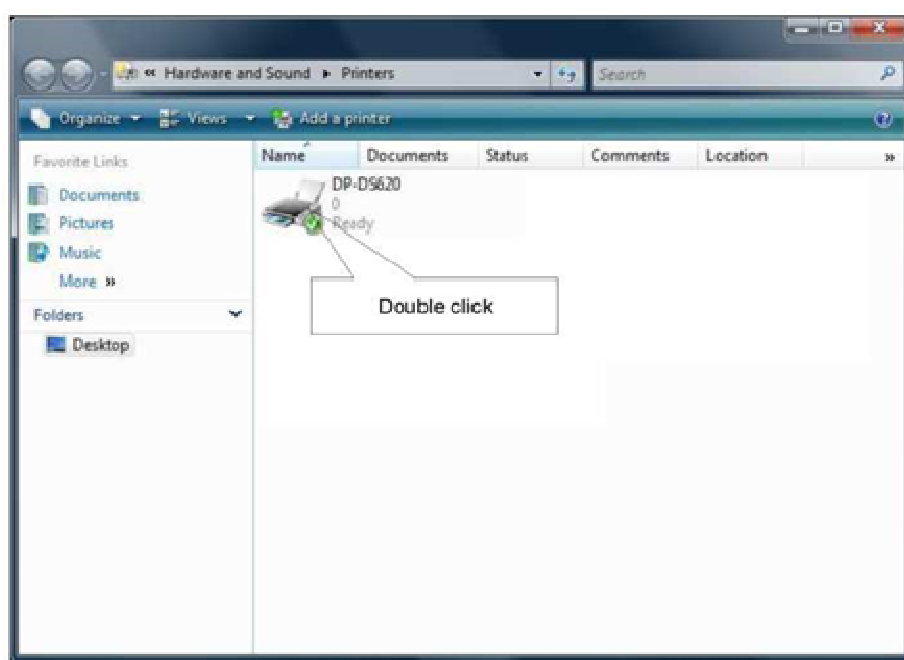 « Hardware and Sound ▸ Printers
Search
Organize Views Add a printer
Favorite Links
Documents
Pictures
Music
More »
Folders
Desktop
Name Documents Status Comments Location »
DP-DS620
0
Ready
Double click